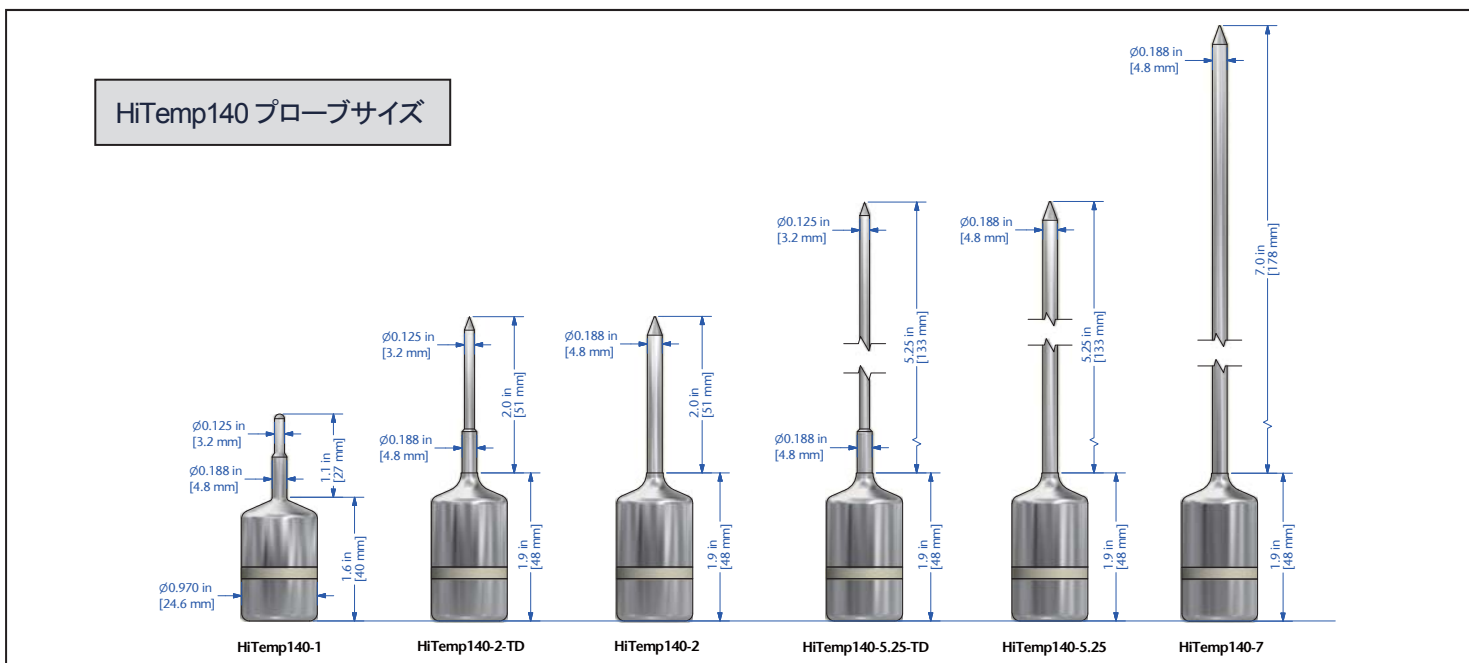 HiTemp140 プローブサイズ
Ø0.125 in
[3.2 mm]
Ø0.188 in
[4.8 mm]
1.1 in
[27 mm]
1.6 in
[40 mm]
Ø0.970 in
[24.6 mm]
HiTemp140-1
Ø0.125 in
[3.2 mm]
Ø0.188 in
[4.8 mm]
2.0 in
[51 mm]
1.9 in
[48 mm]
HiTemp140-2-TD
Ø0.188 in
[4.8 mm]
2.0 in
[51 mm]
1.9 in
[48 mm]
HiTemp140-2
Ø0.125 in
[3.2 mm]
Ø0.188 in
[4.8 mm]
5.25 in
[133 mm]
1.9 in
[48 mm]
HiTemp140-5.25-TD
Ø0.188 in
[4.8 mm]
5.25 in
[133 mm]
1.9 in
[48 mm]
HiTemp140-5.25
Ø0.188 in
[4.8 mm]
7.0 in
[178 mm]
1.9 in
[48 mm]
HiTemp140-7